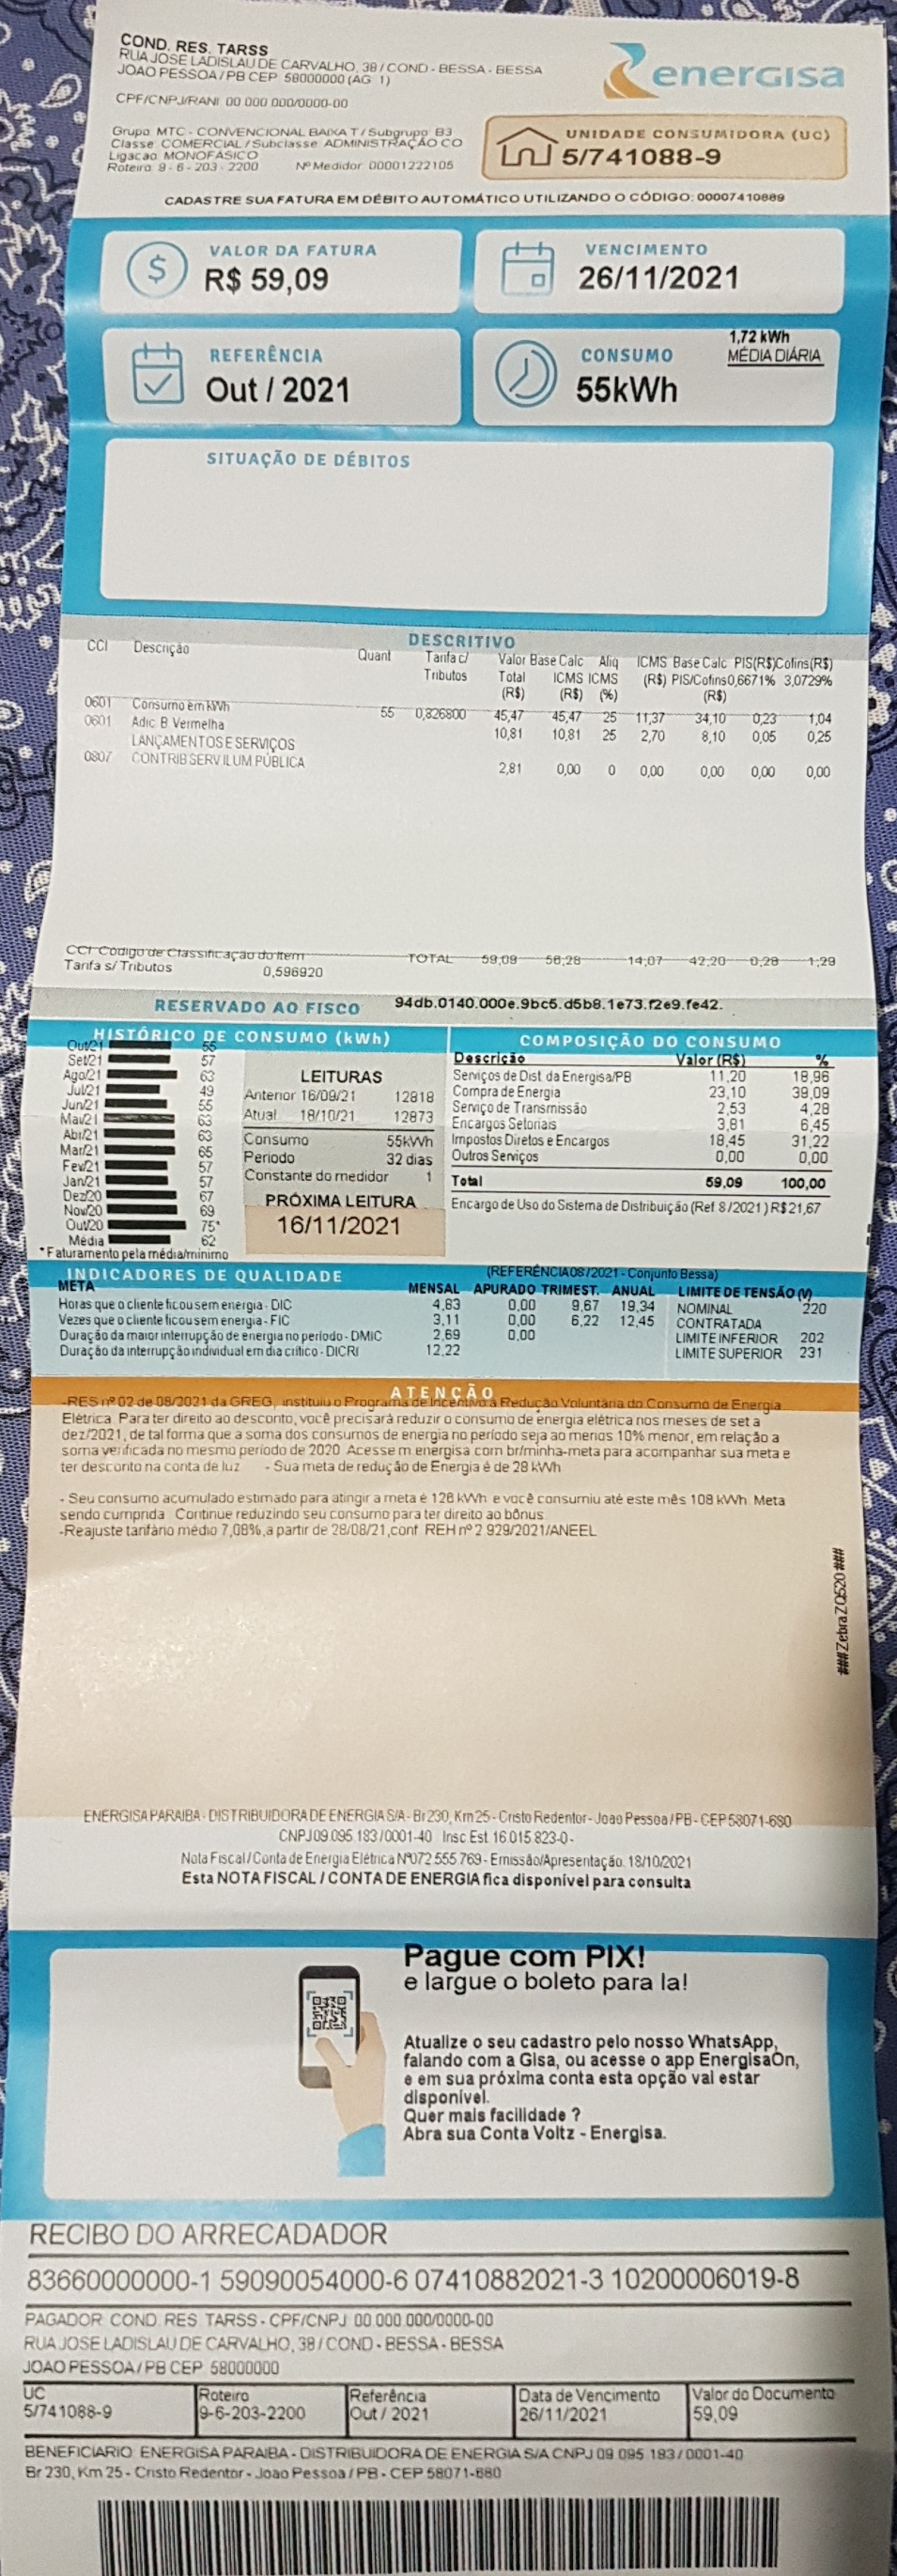 COND. RES. TARSS
RUA JOSE LADISLAU DE CARVALHO, 38 / COND - BESSA - BESSA
JOAO PESSOA / PB CEP 58000000 (AG 1)
energisa
CPF/CNPJ/RANI 00 000 000/0000-00
Grupo MTC - CONVENCIONAL BAIXA T / Subgrupo B3
Classe COMERCIAL / Subclasse ADMINISTRAÇÃO CO
Ligacao MONOFÁSICO
Roteiro 9 - 6 - 203 - 2200 Nº Medidor 00001222105
UNIDADE CONSUMIDORA (UC)
5/741088-9
CADASTRE SUA FATURA EM DÉBITO AUTOMÁTICO UTILIZANDO O CÓDIGO: 00007410889
VALOR DA FATURA
R$ 59,09
VENCIMENTO
26/11/2021
REFERÊNCIA
Out / 2021
CONSUMO
55kWh
1,72 kWh
MÉDIA DIÁRIA
SITUAÇÃO DE DÉBITOS
DESCRITIVO
CCI Descrição Quant Tarifa c/ Valor Base Calc Aliq ICMS Base Calc PIS(R$) Cofins(R$)
Tributos Total ICMS ICMS (R$) PIS/Cofins 0,6671% 3,0729%
(R$) (R$) (%) (R$)
0601 Consumo em kWh 55 0,826800 45,47 45,47 25 11,37 34,10 0,23 1,04
0601 Adic B Vermelha 10,81 10,81 25 2,70 8,10 0,05 0,25
LANÇAMENTOS E SERVIÇOS
0807 CONTRIB SERV ILUM PÚBLICA 2,81 0,00 0 0,00 0,00 0,00 0,00
CCI Codigo de Classificação do Item TOTAL 59,09 56,28 14,07 42,20 0,28 1,29
Tarifa s/ Tributos 0,596920
RESERVADO AO FISCO 94db.0140.000e.9bc5.d5b8.1e73.f2e9.fe42.
HISTÓRICO DE CONSUMO (kWh)
Out/21 55
Set/21 57
Ago/21 63
Jul/21 49
Jun/21 55
Mai/21 63
Abr/21 63
Mar/21 65
Fev/21 57
Jan/21 57
Dez/20 67
Nov/20 69
Out/20 75*
Média 62
*Faturamento pela média/mínimo
LEITURAS
Anterior 16/09/21 12818
Atual 18/10/21 12873
Consumo 55kWh
Periodo 32 dias
Constante do medidor 1
PRÓXIMA LEITURA
16/11/2021
COMPOSIÇÃO DO CONSUMO
Descrição Valor (R$) %
Serviços de Dist. da Energisa/PB 11,20 18,96
Compra de Energia 23,10 39,09
Serviço de Transmissão 2,53 4,28
Encargos Setoriais 3,81 6,45
Impostos Diretos e Encargos 18,45 31,22
Outros Serviços 0,00 0,00
Total 59,09 100,00
Encargo de Uso do Sistema de Distribuição (Ref 8 / 2021 ) R$ 21,67
INDICADORES DE QUALIDADE (REFERÊNCIA 08 / 2021 - Conjunto Bessa)
META MENSAL APURADO TRIMEST. ANUAL LIMITE DE TENSÃO (V)
Horas que o cliente ficou sem energia - DIC 4,83 0,00 9,67 19,34 NOMINAL 220
Vezes que o cliente ficou sem energia - FIC 3,11 0,00 6,22 12,45 CONTRATADA
Duração da maior interrupção de energia no período - DMIC 2,69 0,00 LIMITE INFERIOR 202
Duração da interrupção individual em dia crítico - DICRI 12,22 LIMITE SUPERIOR 231
ATENÇÃO
-RES nº 02 de 08/2021 da GREG, instituiu o Programa de Incentivo à Redução Voluntária do Consumo de Energia
Elétrica Para ter direito ao desconto, você precisará reduzir o consumo de energia elétrica nos meses de set a
dez/2021, de tal forma que a soma dos consumos de energia no período seja ao menos 10% menor, em relação a
soma verificada no mesmo período de 2020 Acesse m energisa com br/minha-meta para acompanhar sua meta e
ter desconto na conta de luz - Sua meta de redução de Energia é de 28 kWh
- Seu consumo acumulado estimado para atingir a meta é 126 kWh e você consumiu até este mês 108 kWh Meta
sendo cumprida Continue reduzindo seu consumo para ter direito ao bônus
-Reajuste tarifário médio 7,08%, a partir de 28/08/21, conf REH nº 2 929/2021/ANEEL
###ZebraZQ520###
ENERGISA PARAIBA - DISTRIBUIDORA DE ENERGIA S/A - Br 230, Km 25 - Cristo Redentor - Joao Pessoa / PB - CEP 58071-680
CNPJ 09 095 183 / 0001-40 Insc Est 16 015 823-0 -
Nota Fiscal / Conta de Energia Elétrica Nº 072 555 769 - Emissão/Apresentação 18/10/2021
Esta NOTA FISCAL / CONTA DE ENERGIA fica disponível para consulta
Pague com PIX!
e largue o boleto para la!
Atualize o seu cadastro pelo nosso WhatsApp,
falando com a Gisa, ou acesse o app EnergisaOn,
e em sua próxima conta esta opção vai estar
disponível.
Quer mais facilidade ?
Abra sua Conta Voltz - Energisa.
RECIBO DO ARRECADADOR
83660000000-1 59090054000-6 07410882021-3 10200006019-8
PAGADOR COND RES TARSS - CPF/CNPJ 00 000 000/0000-00
RUA JOSE LADISLAU DE CARVALHO, 38 / COND - BESSA - BESSA
JOAO PESSOA / PB CEP 58000000
UC Roteiro Referência Data de Vencimento Valor do Documento
5/741088-9 9-6-203-2200 Out / 2021 26/11/2021 59,09
BENEFICIARIO ENERGISA PARAIBA - DISTRIBUIDORA DE ENERGIA S/A CNPJ 09 095 183 / 0001-40
Br 230, Km 25 - Cristo Redentor - Joao Pessoa / PB - CEP 58071-680